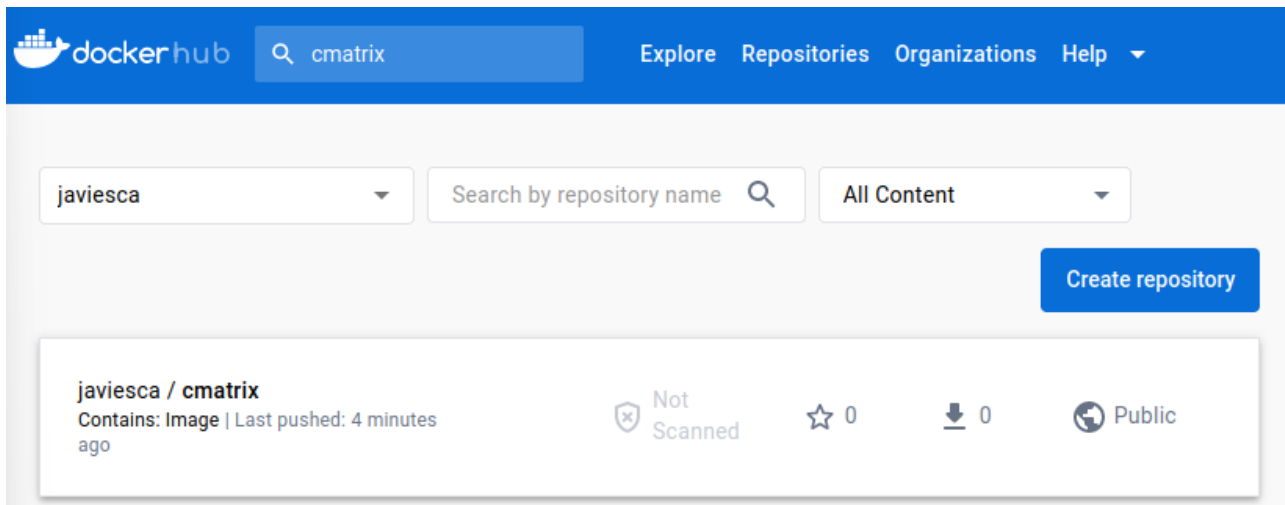 dockerhub cmatrix Explore Repositories Organizations Help
javiesca Search by repository name All Content
Create repository
javiesca / cmatrix
Contains: Image | Last pushed: 4 minutes
ago
Not
Scanned
0 0 Public